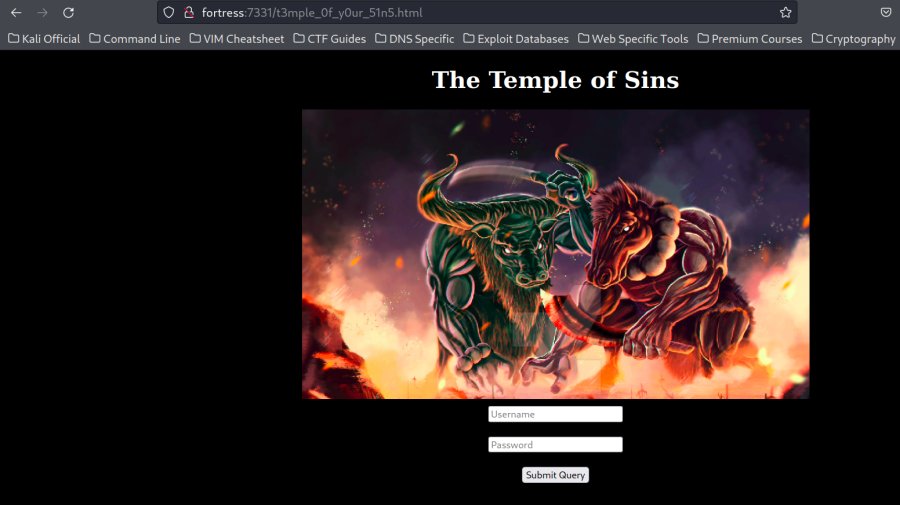 fortress:7331/t3mple_0f_y0ur_51n5.html
Kali Official Command Line VIM Cheatsheet CTF Guides DNS Specific Exploit Databases Web Specific Tools Premium Courses Cryptography
The Temple of Sins
Username
Password
Submit Query